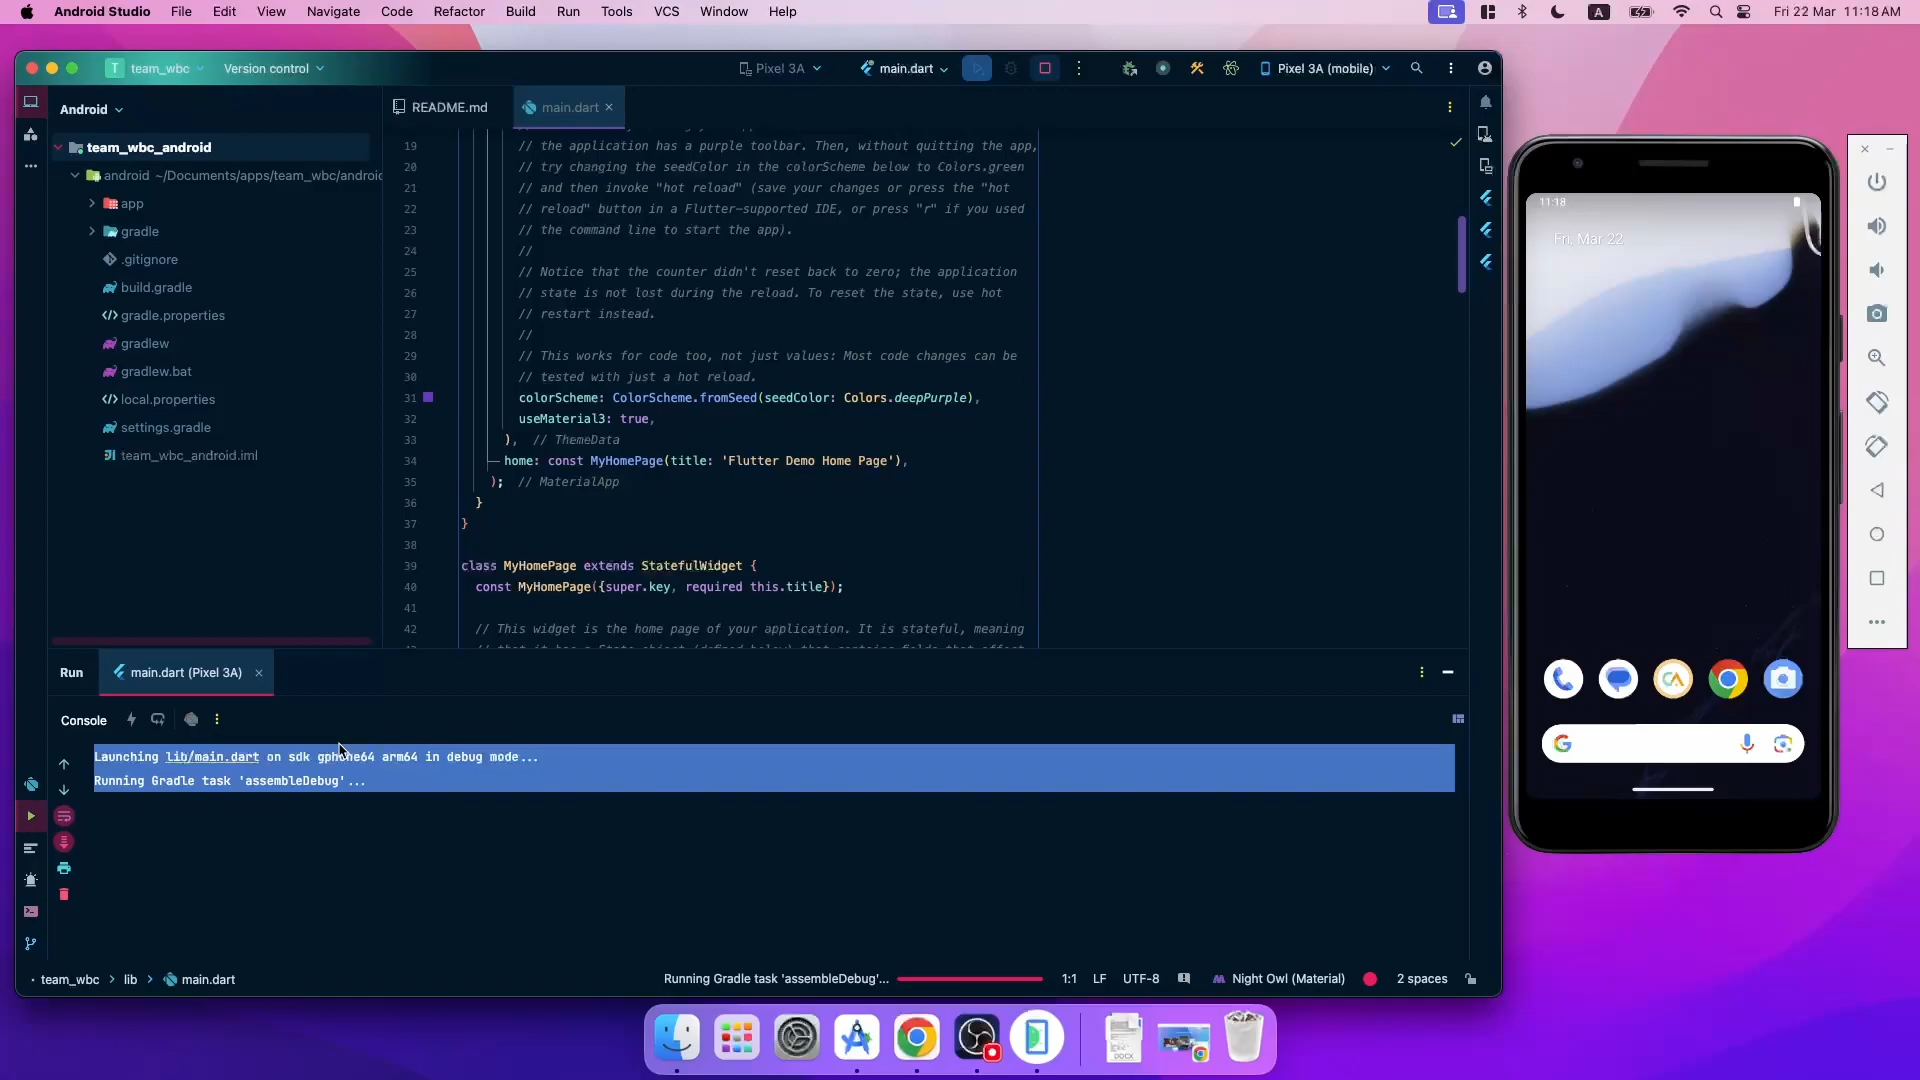 Android Studio File Edit View Navigate Code Refactor Build Run Tools VCS Window Help
A Fri 22 Mar 11:18 AM
T team_wbc Version control
Pixel 3A main.dart Pixel 3A (mobile)
Android
README.md main.dart
team_wbc_android
android ~/Documents/apps/team_wbc/android
app
gradle
.gitignore
build.gradle
gradle.properties
gradlew
gradlew.bat
local.properties
settings.gradle
team_wbc_android.iml
19 // the application has a purple toolbar. Then, without quitting the app,
20 // try changing the seedColor in the colorScheme below to Colors.green
21 // and then invoke "hot reload" (save your changes or press the "hot
22 // reload" button in a Flutter-supported IDE, or press "r" if you used
23 // the command line to start the app).
24 //
25 // Notice that the counter didn't reset back to zero; the application
26 // state is not lost during the reload. To reset the state, use hot
27 // restart instead.
28 //
29 // This works for code too, not just values: Most code changes can be
30 // tested with just a hot reload.
31 colorScheme: ColorScheme.fromSeed(seedColor: Colors.deepPurple),
32 useMaterial3: true,
33 ), // ThemeData
34 home: const MyHomePage(title: 'Flutter Demo Home Page'),
35 ); // MaterialApp
36 }
37 }
38
39 class MyHomePage extends StatefulWidget {
40 const MyHomePage({super.key, required this.title});
41
42 // This widget is the home page of your application. It is stateful, meaning
Run main.dart (Pixel 3A)
Console
Launching lib/main.dart on sdk gphone64 arm64 in debug mode...
Running Gradle task 'assembleDebug'...
team_wbc > lib > main.dart
Running Gradle task 'assembleDebug'... 1:1 LF UTF-8 Night Owl (Material) 2 spaces
11:18
Fri, Mar 22
DOCX